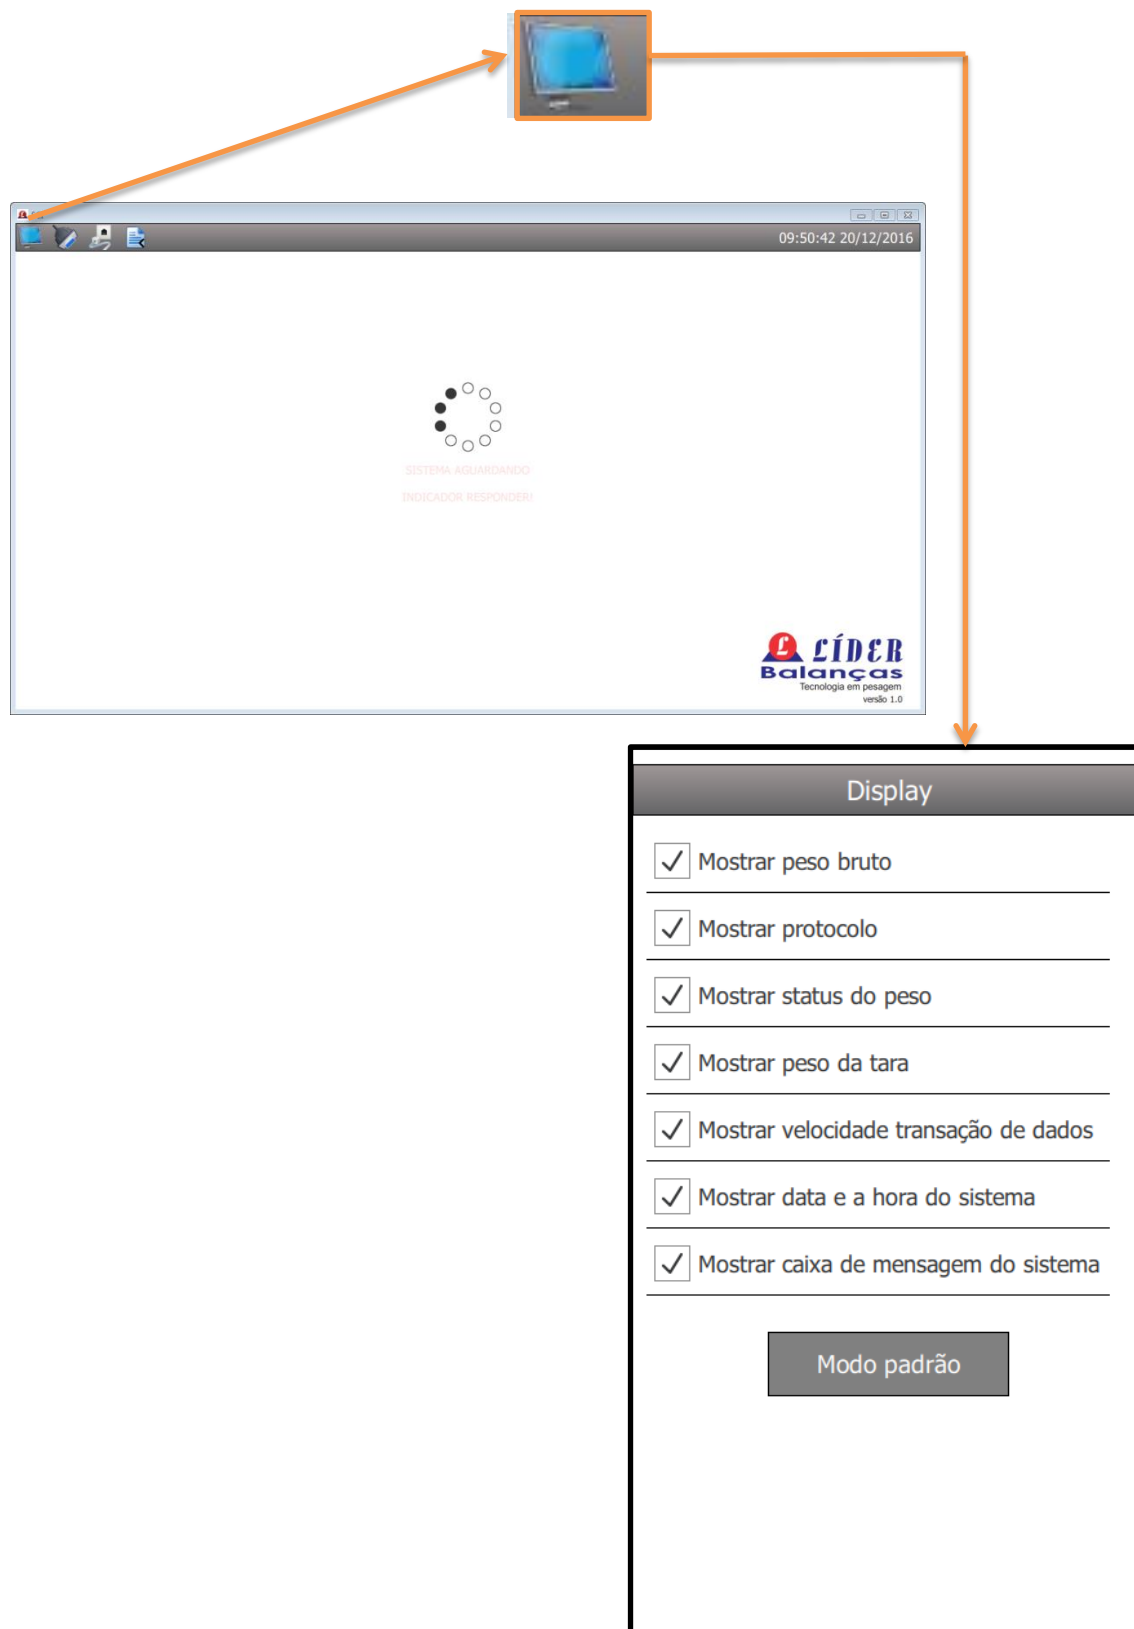 09:50:42 20/12/2016
SISTEMA AGUARDANDO
INDICADOR RESPONDER!
L LÍDER
Balanças
Tecnologia em pesagem
versão 1.0
Display
Mostrar peso bruto
Mostrar protocolo
Mostrar status do peso
Mostrar peso da tara
Mostrar velocidade transação de dados
Mostrar data e a hora do sistema
Mostrar caixa de mensagem do sistema
Modo padrão